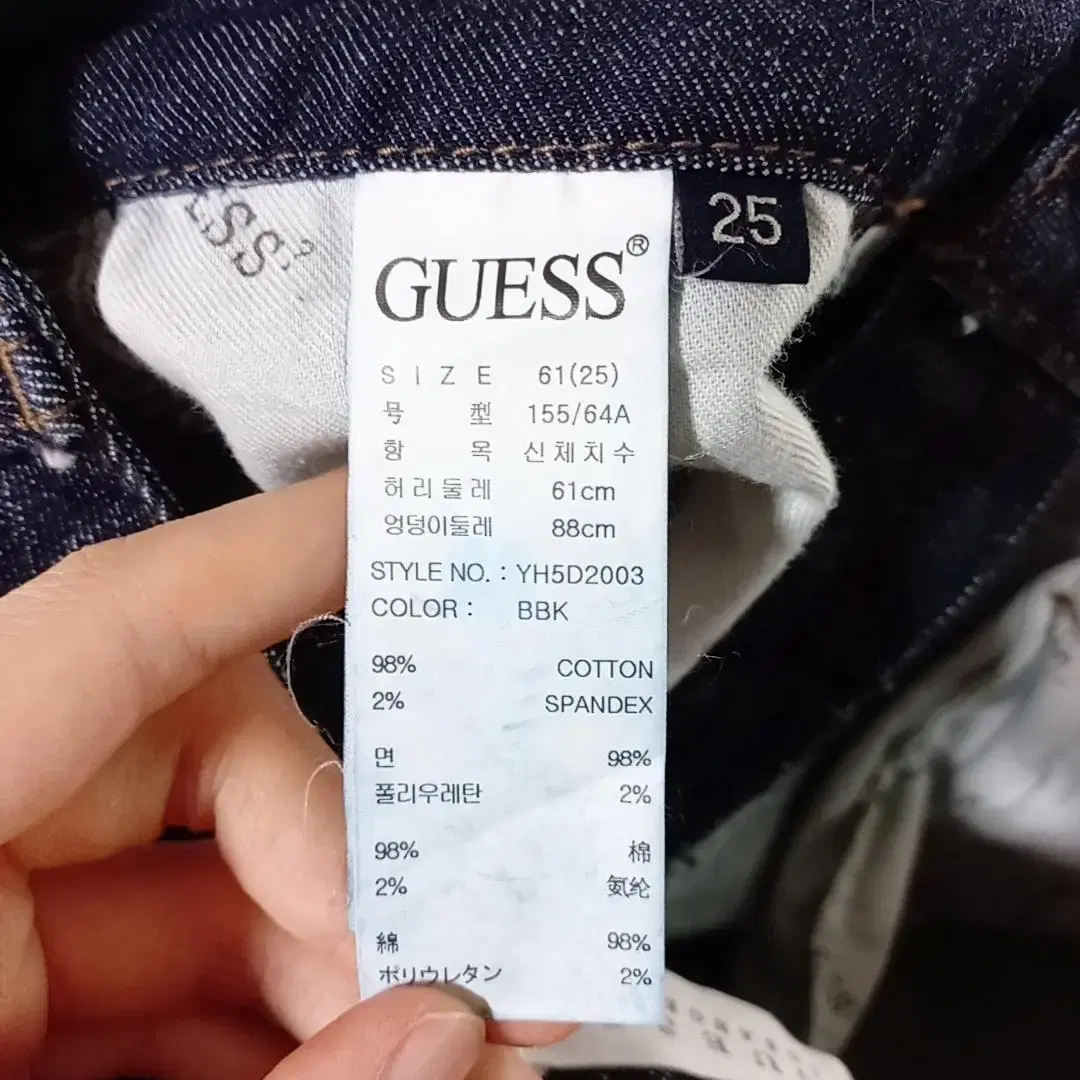 GUESS®
25
SIZE 61(25)
号型 155/64A
항목 신체치수
허리둘레 61cm
엉덩이둘레 88cm
STYLE NO. : YH5D2003
COLOR : BBK
98% COTTON
2% SPANDEX
면 98%
폴리우레탄 2%
98% 棉
2% 氨纶
綿 98%
ポリウレタン 2%